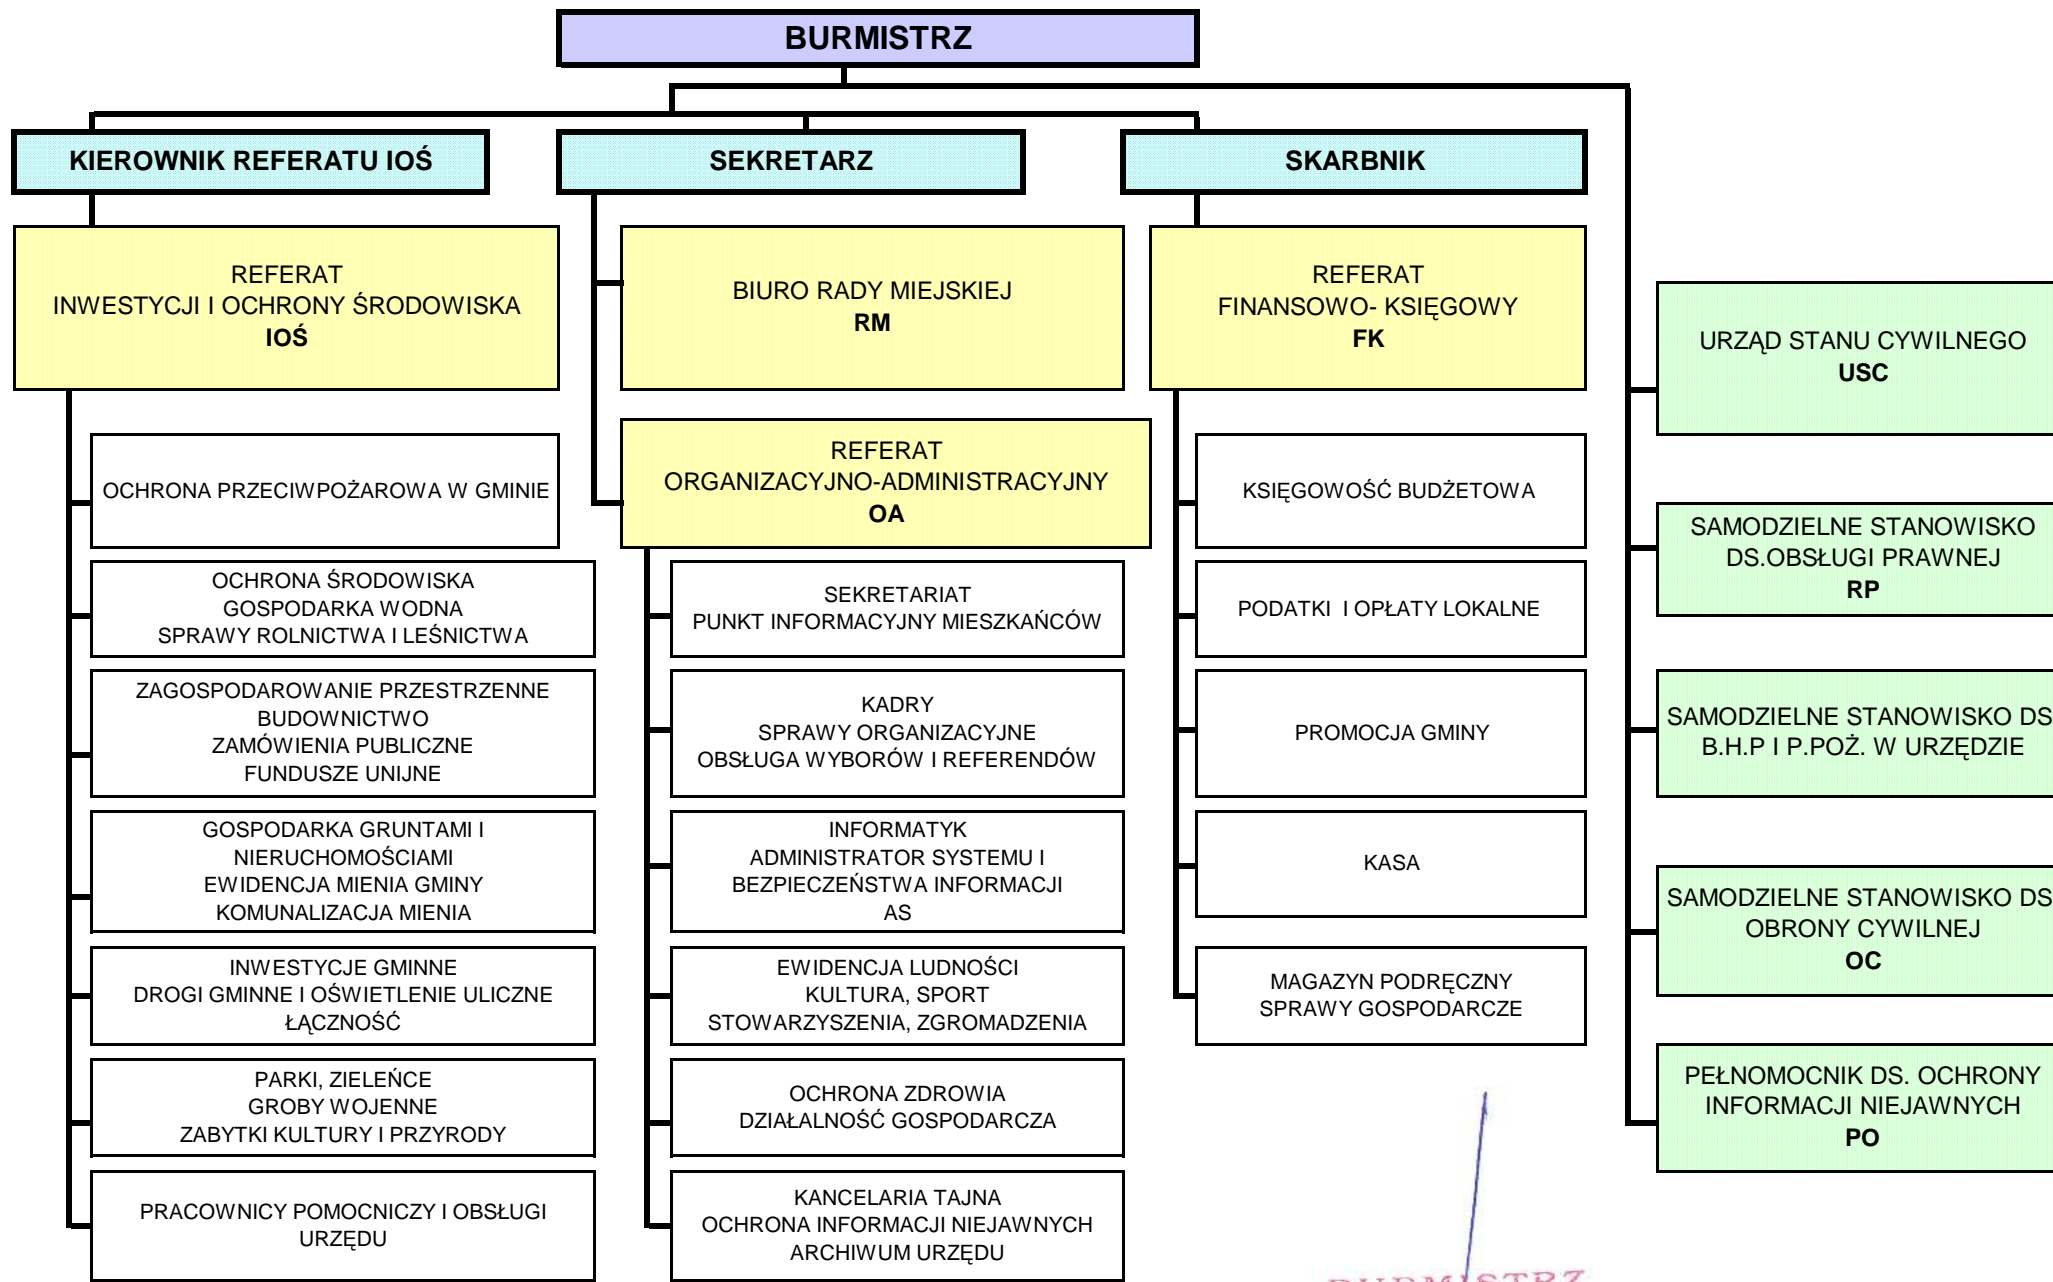 BURMISTRZ
KIEROWNIK REFERATU IOŚ
SEKRETARZ
SKARBNIK
REFERAT
INWESTYCJI I OCHRONY ŚRODOWISKA
IOŚ
OCHRONA PRZECIWPOŻAROWA W GMINIE
OCHRONA ŚRODOWISKA
GOSPODARKA WODNA
SPRAWY ROLNICTWA I LEŚNICTWA
ZAGOSPODAROWANIE PRZESTRZENNE
BUDOWNICTWO
ZAMÓWIENIA PUBLICZNE
FUNDUSZE UNIJNE
GOSPODARKA GRUNTAMI I
NIERUCHOMOŚCIAMI
EWIDENCJA MIENIA GMINY
KOMUNALIZACJA MIENIA
INWESTYCJE GMINNE
DROGI GMINNE I OŚWIETLENIE ULICZNE
ŁĄCZNOŚĆ
PARKI, ZIELEŃCE
GROBY WOJENNE
ZABYTKI KULTURY I PRZYRODY
PRACOWNICY POMOCNICZY I OBSŁUGI
URZĘDU
BIURO RADY MIEJSKIEJ
RM
REFERAT
ORGANIZACYJNO-ADMINISTRACYJNY
OA
SEKRETARIAT
PUNKT INFORMACYJNY MIESZKAŃCÓW
KADRY
SPRAWY ORGANIZACYJNE
OBSŁUGA WYBORÓW I REFERENDÓW
INFORMATYK
ADMINISTRATOR SYSTEMU I
BEZPIECZEŃSTWA INFORMACJI
AS
EWIDENCJA LUDNOŚCI
KULTURA, SPORT
STOWARZYSZENIA, ZGROMADZENIA
OCHRONA ZDROWIA
DZIAŁALNOŚĆ GOSPODARCZA
KANCELARIA TAJNA
OCHRONA INFORMACJI NIEJAWNYCH
ARCHIWUM URZĘDU
REFERAT
FINANSOWO- KSIĘGOWY
FK
KSIĘGOWOŚĆ BUDŻETOWA
PODATKI I OPŁATY LOKALNE
PROMOCJA GMINY
KASA
MAGAZYN PODRĘCZNY
SPRAWY GOSPODARCZE
URZĄD STANU CYWILNEGO
USC
SAMODZIELNE STANOWISKO
DS.OBSŁUGI PRAWNEJ
RP
SAMODZIELNE STANOWISKO DS
B.H.P I P.POŻ. W URZĘDZIE
SAMODZIELNE STANOWISKO DS
OBRONY CYWILNEJ
OC
PEŁNOMOCNIK DS. OCHRONY
INFORMACJI NIEJAWNYCH
PO
BURMISTRZ